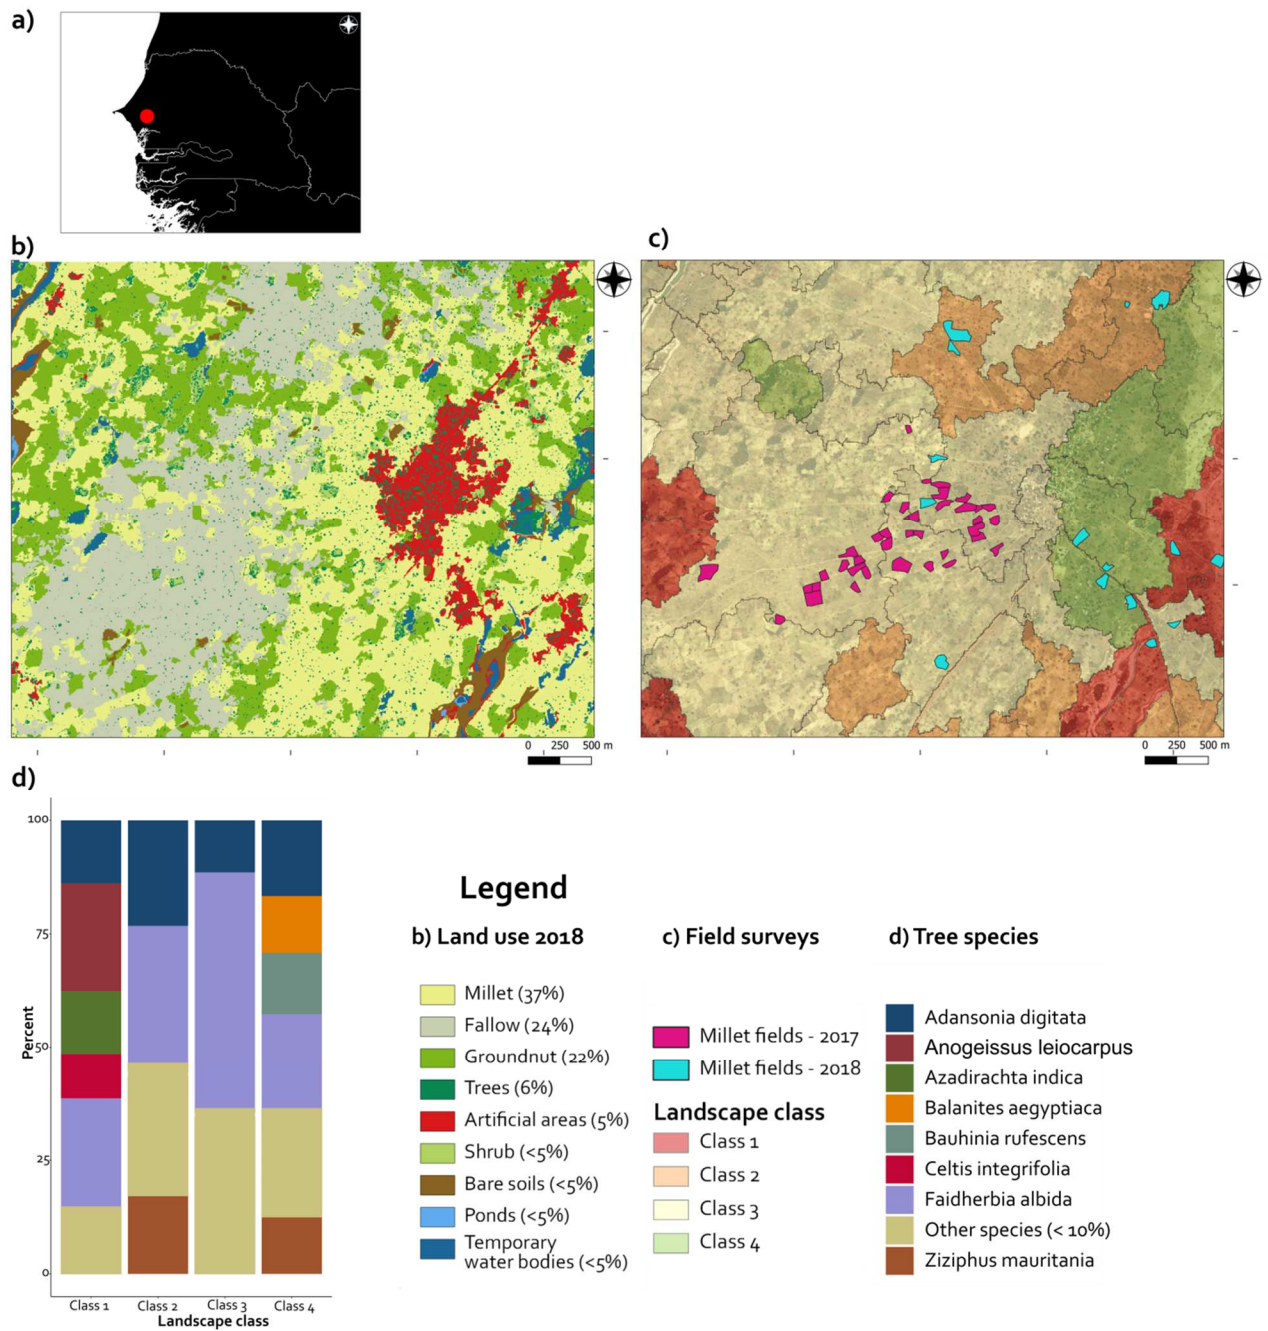 a)
b)
c)
0 250 500 m
0 250 500 m
d)
100
75
50
25
0
Percent
Class 1 Class 2 Class 3 Class 4
Landscape class
Legend
b) Land use 2018
Millet (37%)
Fallow (24%)
Groundnut (22%)
Trees (6%)
Artificial areas (5%)
Shrub (<5%)
Bare soils (<5%)
Ponds (<5%)
Temporary
water bodies (<5%)
c) Field surveys
Millet fields - 2017
Millet fields - 2018
Landscape class
Class 1
Class 2
Class 3
Class 4
d) Tree species
Adansonia digitata
Anogeissus leiocarpus
Azadirachta indica
Balanites aegyptiaca
Bauhinia rufescens
Celtis integrifolia
Faidherbia albida
Other species (< 10%)
Ziziphus mauritania